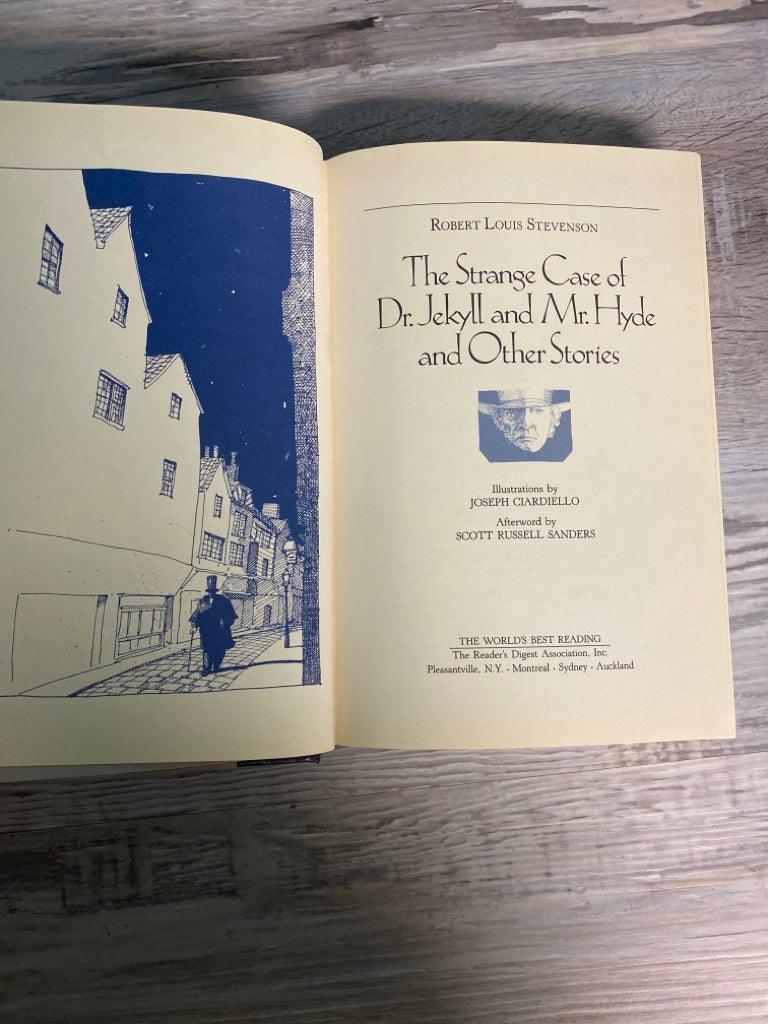 ROBERT LOUIS STEVENSON
The Strange Case of
Dr. Jekyll and Mr. Hyde
and Other Stories
Illustrations by
JOSEPH CIARDIELLO
Afterword by
SCOTT RUSSELL SANDERS
THE WORLD'S BEST READING
The Reader's Digest Association, Inc.
Pleasantville, N.Y. • Montreal • Sydney • Auckland